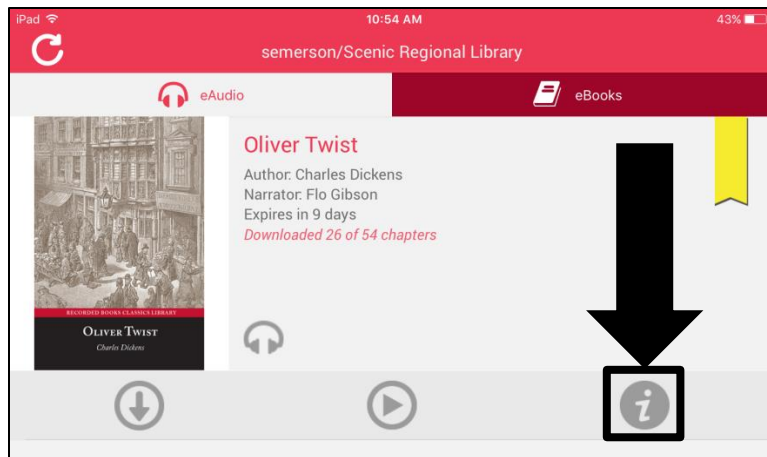 iPad 10:54 AM 43%
semerson/Scenic Regional Library
eAudio eBooks
Oliver Twist
Author: Charles Dickens
Narrator: Flo Gibson
Expires in 9 days
Downloaded 26 of 54 chapters
RECORDED BOOKS CLASSICS LIBRARY
OLIVER TWIST
Charles Dickens
i